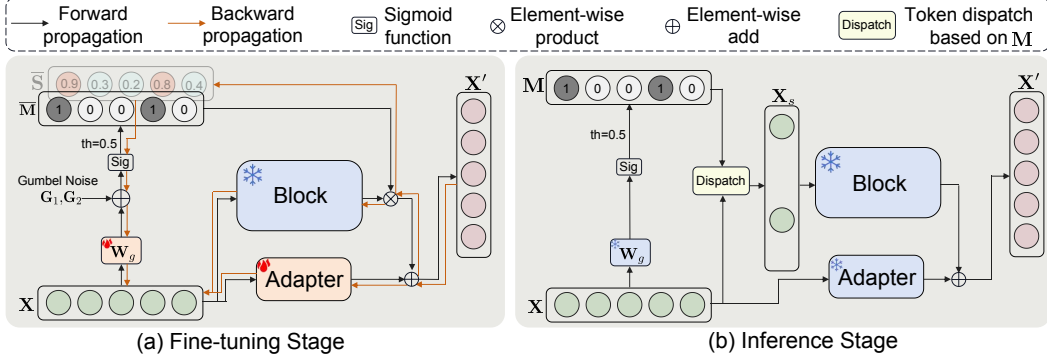 Forward propagation
Backward propagation
Sig
Sigmoid function
Element-wise product
Element-wise add
Dispatch
Token dispatch based on M
S̅
0.9 0.3 0.2 0.8 0.4
M̅
1 0 0 1 0
th=0.5
Sig
Gumbel Noise
G₁,G₂
W_g
X
Block
Adapter
X′
(a) Fine-tuning Stage
M
1 0 0 1 0
th=0.5
Sig
W_g
X
Dispatch
X_s
Block
Adapter
X′
(b) Inference Stage